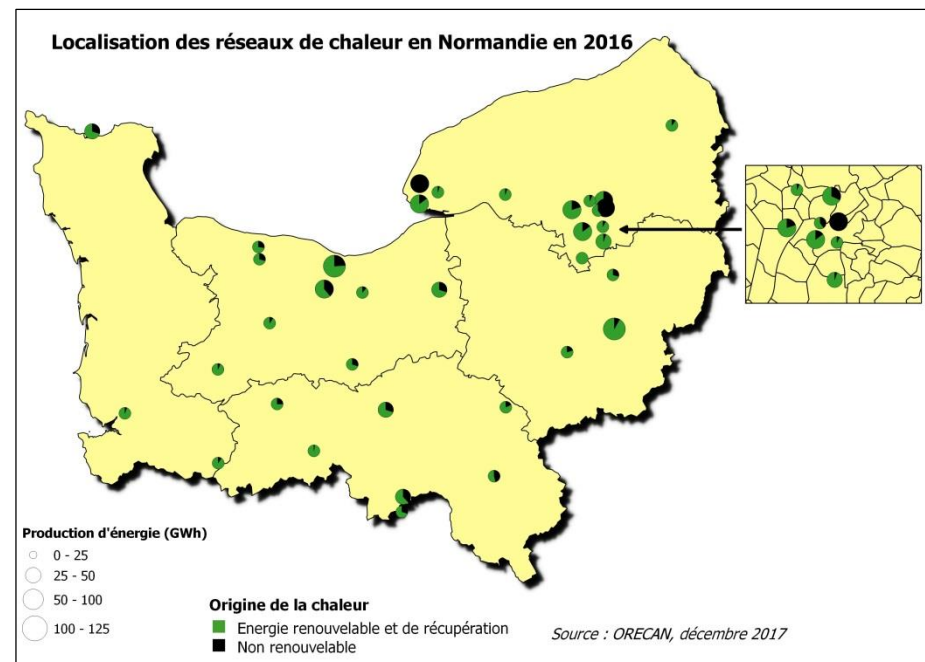 Localisation des réseaux de chaleur en Normandie en 2016
Production d'énergie (GWh)
0 - 25
25 - 50
50 - 100
100 - 125
Origine de la chaleur
Energie renouvelable et de récupération
Non renouvelable
Source : ORECAN, décembre 2017